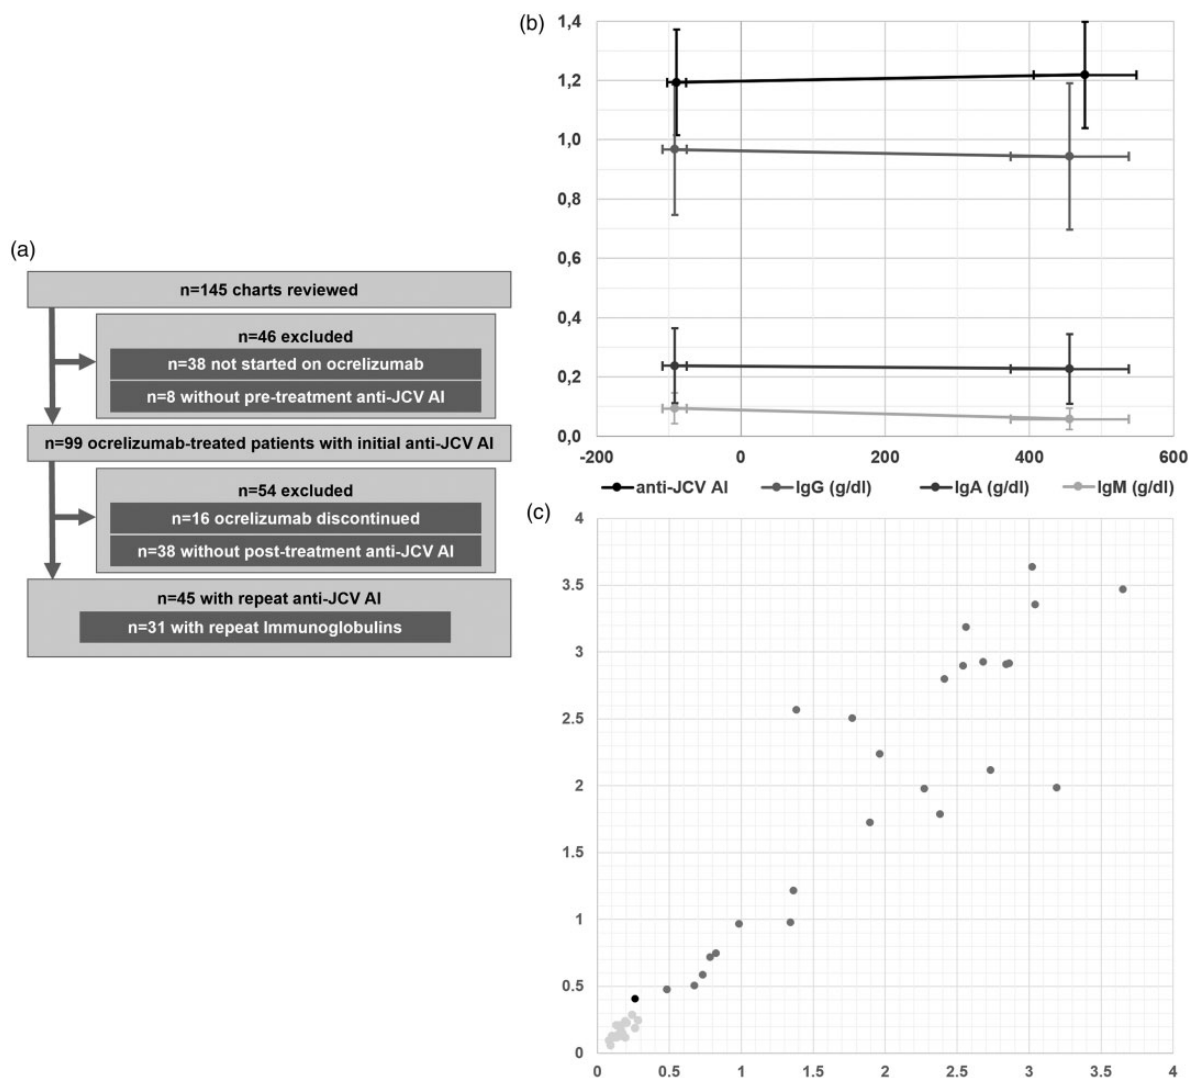 (a)
n=145 charts reviewed
n=46 excluded
n=38 not started on ocrelizumab
n=8 without pre-treatment anti-JCV AI
n=99 ocrelizumab-treated patients with initial anti-JCV AI
n=54 excluded
n=16 ocrelizumab discontinued
n=38 without post-treatment anti-JCV AI
n=45 with repeat anti-JCV AI
n=31 with repeat Immunoglobulins
(b)
1,4
1,2
1,0
0,8
0,6
0,4
0,2
0,0
-200 0 200 400 600
anti-JCV AI IgG (g/dl) IgA (g/dl) IgM (g/dl)
(c)
4
3.5
3
2.5
2
1.5
1
0.5
0
0 0.5 1 1.5 2 2.5 3 3.5 4